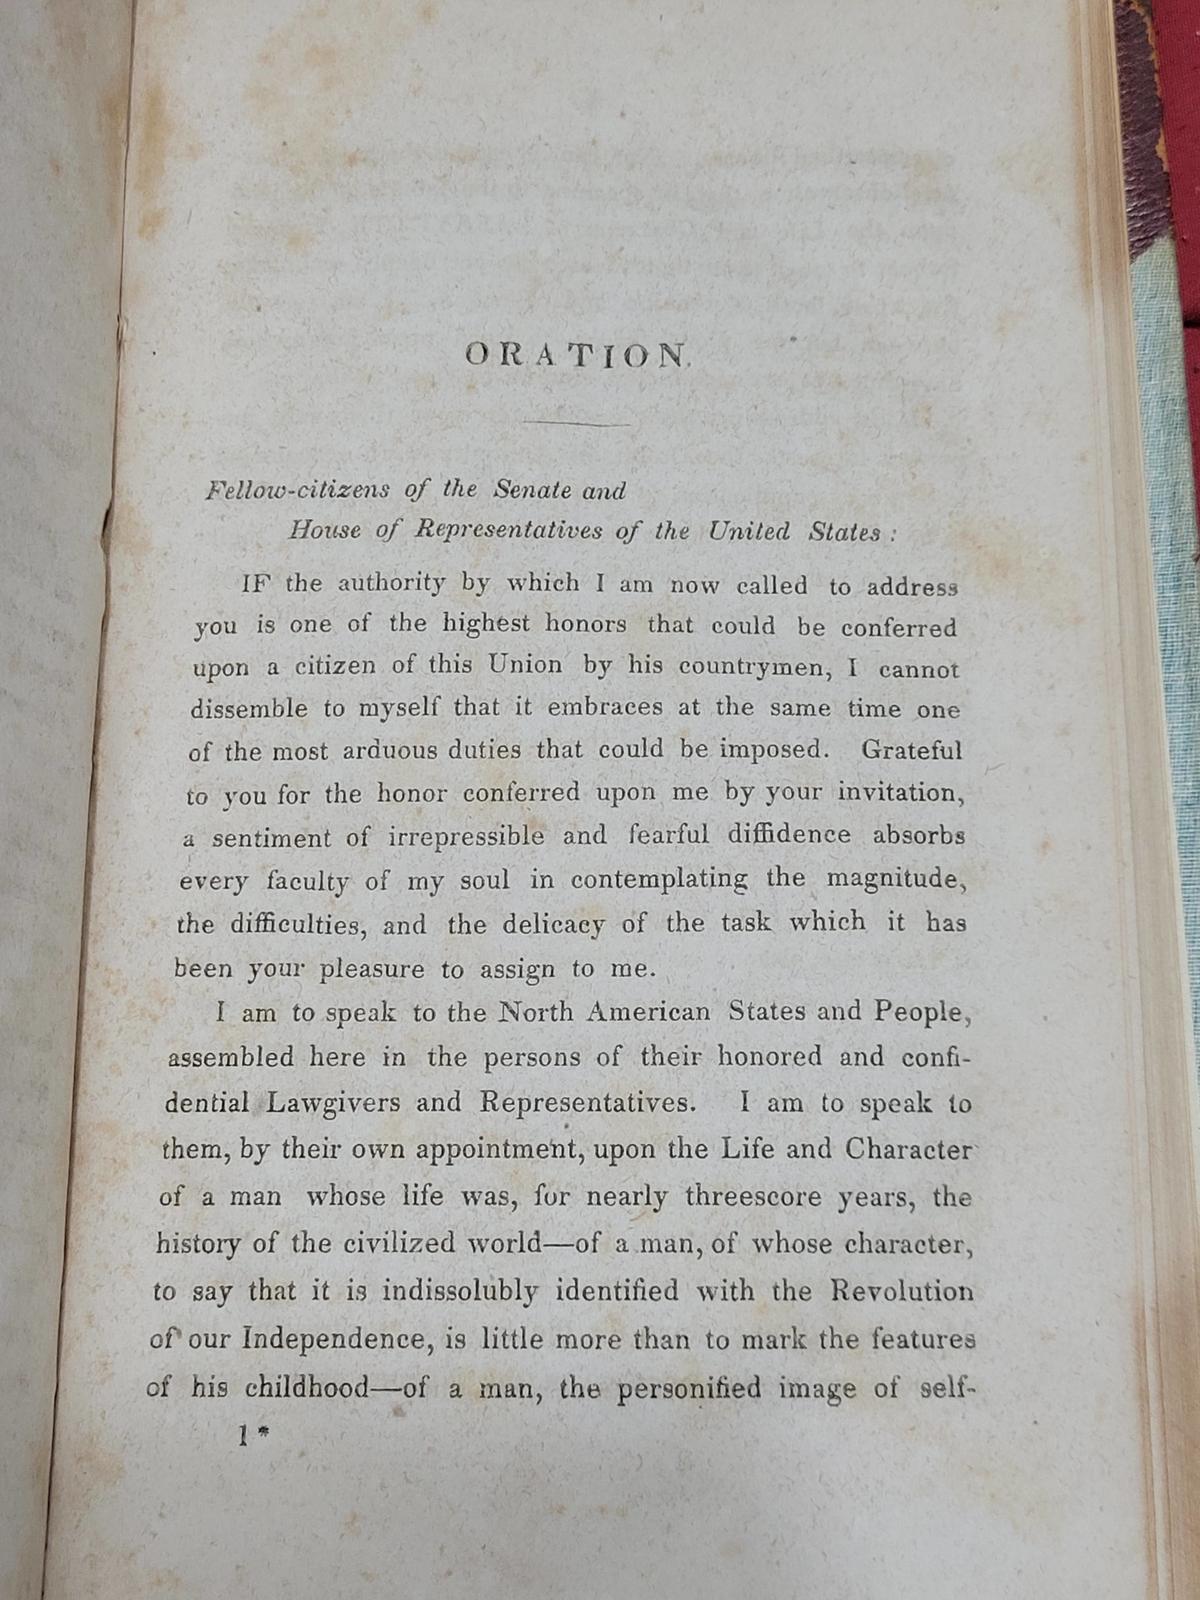 ORATION.
Fellow-citizens of the Senate and
House of Representatives of the United States :
IF the authority by which I am now called to address
you is one of the highest honors that could be conferred
upon a citizen of this Union by his countrymen, I cannot
dissemble to myself that it embraces at the same time one
of the most arduous duties that could be imposed. Grateful
to you for the honor conferred upon me by your invitation,
a sentiment of irrepressible and fearful diffidence absorbs
every faculty of my soul in contemplating the magnitude,
the difficulties, and the delicacy of the task which it has
been your pleasure to assign to me.
I am to speak to the North American States and People,
assembled here in the persons of their honored and confi-
dential Lawgivers and Representatives. I am to speak to
them, by their own appointment, upon the Life and Character
of a man whose life was, for nearly threescore years, the
history of the civilized world—of a man, of whose character,
to say that it is indissolubly identified with the Revolution
of our Independence, is little more than to mark the features
of his childhood—of a man, the personified image of self-
1*